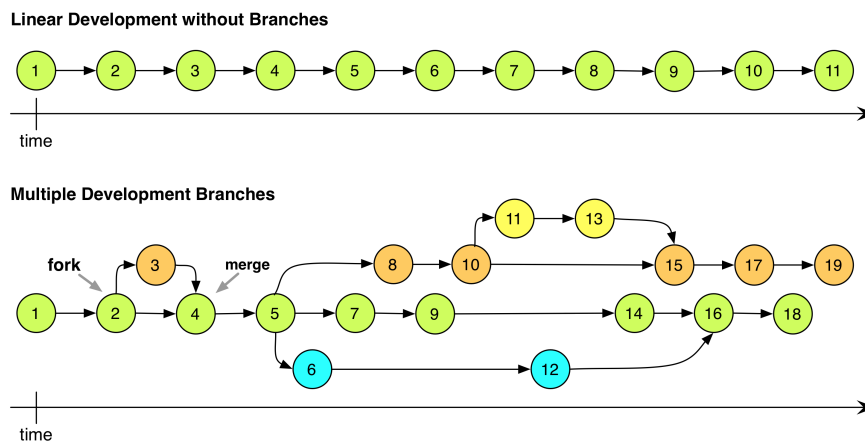 Linear Development without Branches
1 2 3 4 5 6 7 8 9 10 11
time
Multiple Development Branches
11 13
fork 3 merge 8 10 15 17 19
1 2 4 5 7 9 14 16 18
6 12
time